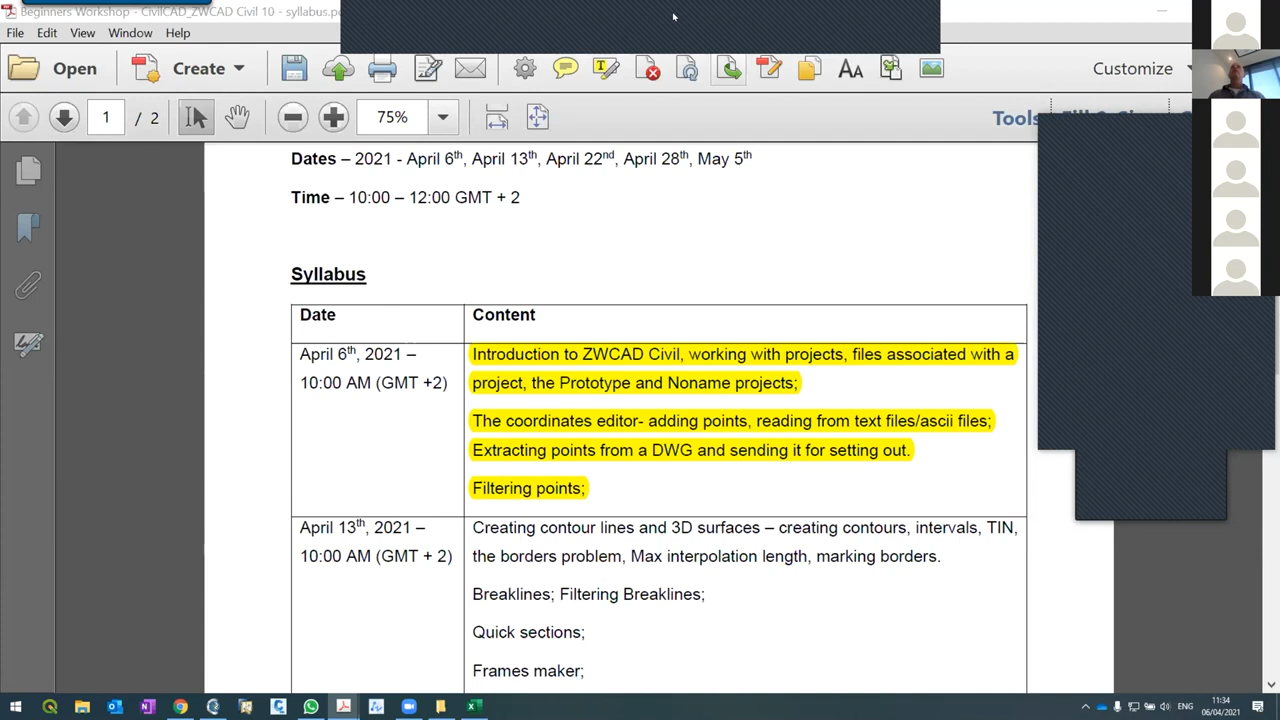 Beginners Workshop - CivilCAD_ZWCAD Civil 10 - syllabus.p
File Edit View Window Help
Open Create Customize
1 / 2 75% Tools
Dates – 2021 - April 6th, April 13th, April 22nd, April 28th, May 5th
Time – 10:00 – 12:00 GMT + 2
Syllabus
Date Content
April 6th, 2021 –
10:00 AM (GMT +2)
Introduction to ZWCAD Civil, working with projects, files associated with a
project, the Prototype and Noname projects;
The coordinates editor- adding points, reading from text files/ascii files;
Extracting points from a DWG and sending it for setting out.
Filtering points;
April 13th, 2021 –
10:00 AM (GMT + 2)
Creating contour lines and 3D surfaces – creating contours, intervals, TIN,
the borders problem, Max interpolation length, marking borders.
Breaklines; Filtering Breaklines;
Quick sections;
Frames maker;
ENG
11:34
06/04/2021